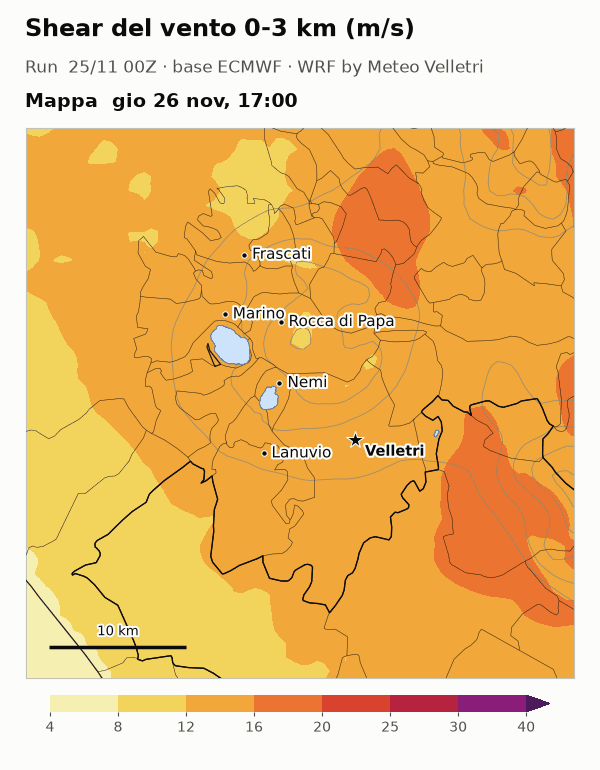 Shear del vento 0-3 km (m/s)
Run 25/11 00Z · base ECMWF · WRF by Meteo Velletri
Mappa gio 26 nov, 17:00
Frascati
Marino
Rocca di Papa
Nemi
Velletri
Lanuvio
10 km
4 8 12 16 20 25 30 40